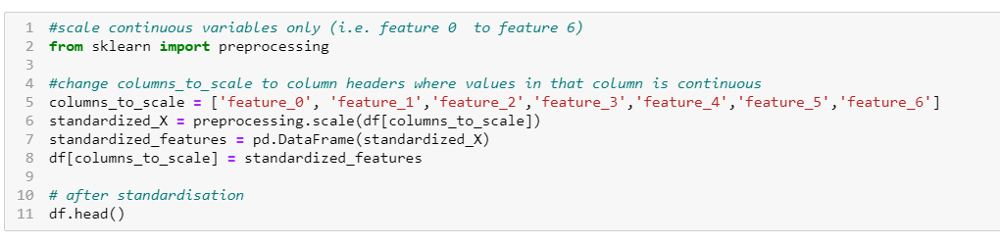 1 #scale continuous variables only (i.e. feature 0  to feature 6)
2 from sklearn import preprocessing
3
4 #change columns_to_scale to column headers where values in that column is continuous
5 columns_to_scale = ['feature_0', 'feature_1','feature_2','feature_3','feature_4','feature_5','feature_6']
6 standardized_X = preprocessing.scale(df[columns_to_scale])
7 standardized_features = pd.DataFrame(standardized_X)
8 df[columns_to_scale] = standardized_features
9
10 # after standardisation
11 df.head()